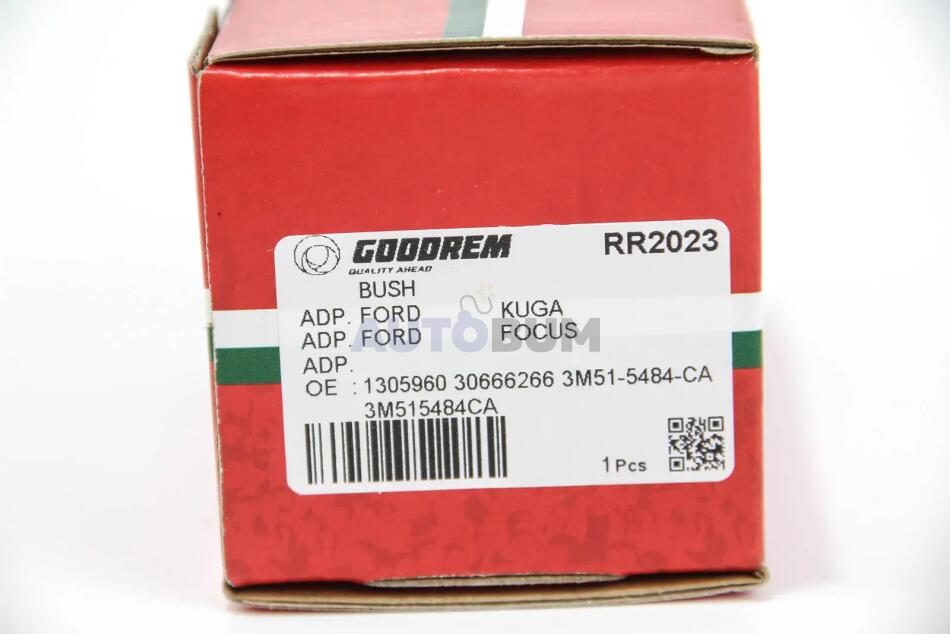 GOODREM
RR2023
QUALITY AHEAD
BUSH
ADP. FORD KUGA
ADP. FORD FOCUS
AUTOBUM
ADP.
OE : 1305960 30666266 3M51-5484-CA
3M515484CA
1 Pcs